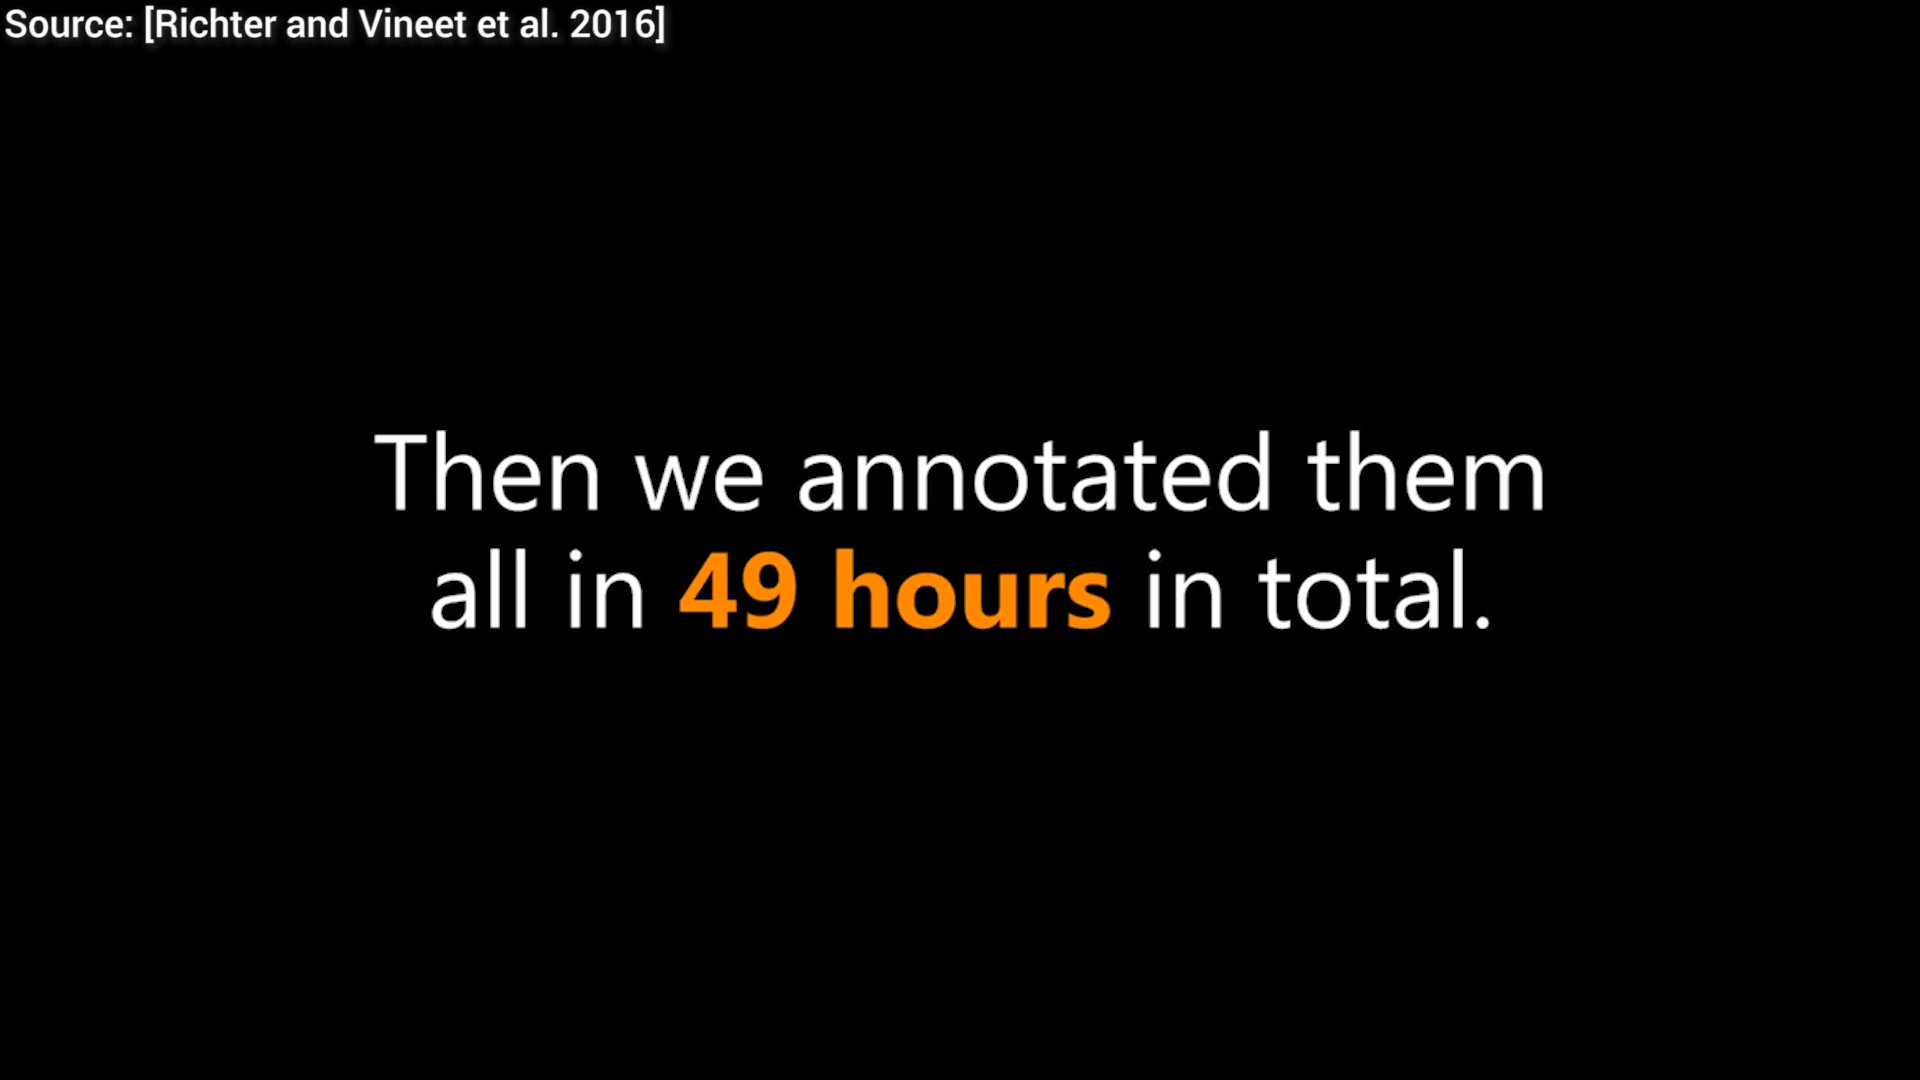 Source: [Richter and Vineet et al. 2016]
Then we annotated them
all in 49 hours in total.